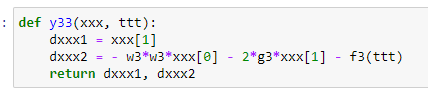 : def y33(xxx, ttt):
    dxxx1 = xxx[1]
    dxxx2 = - w3*w3*xxx[0] - 2*g3*xxx[1] - f3(ttt)
    return dxxx1, dxxx2